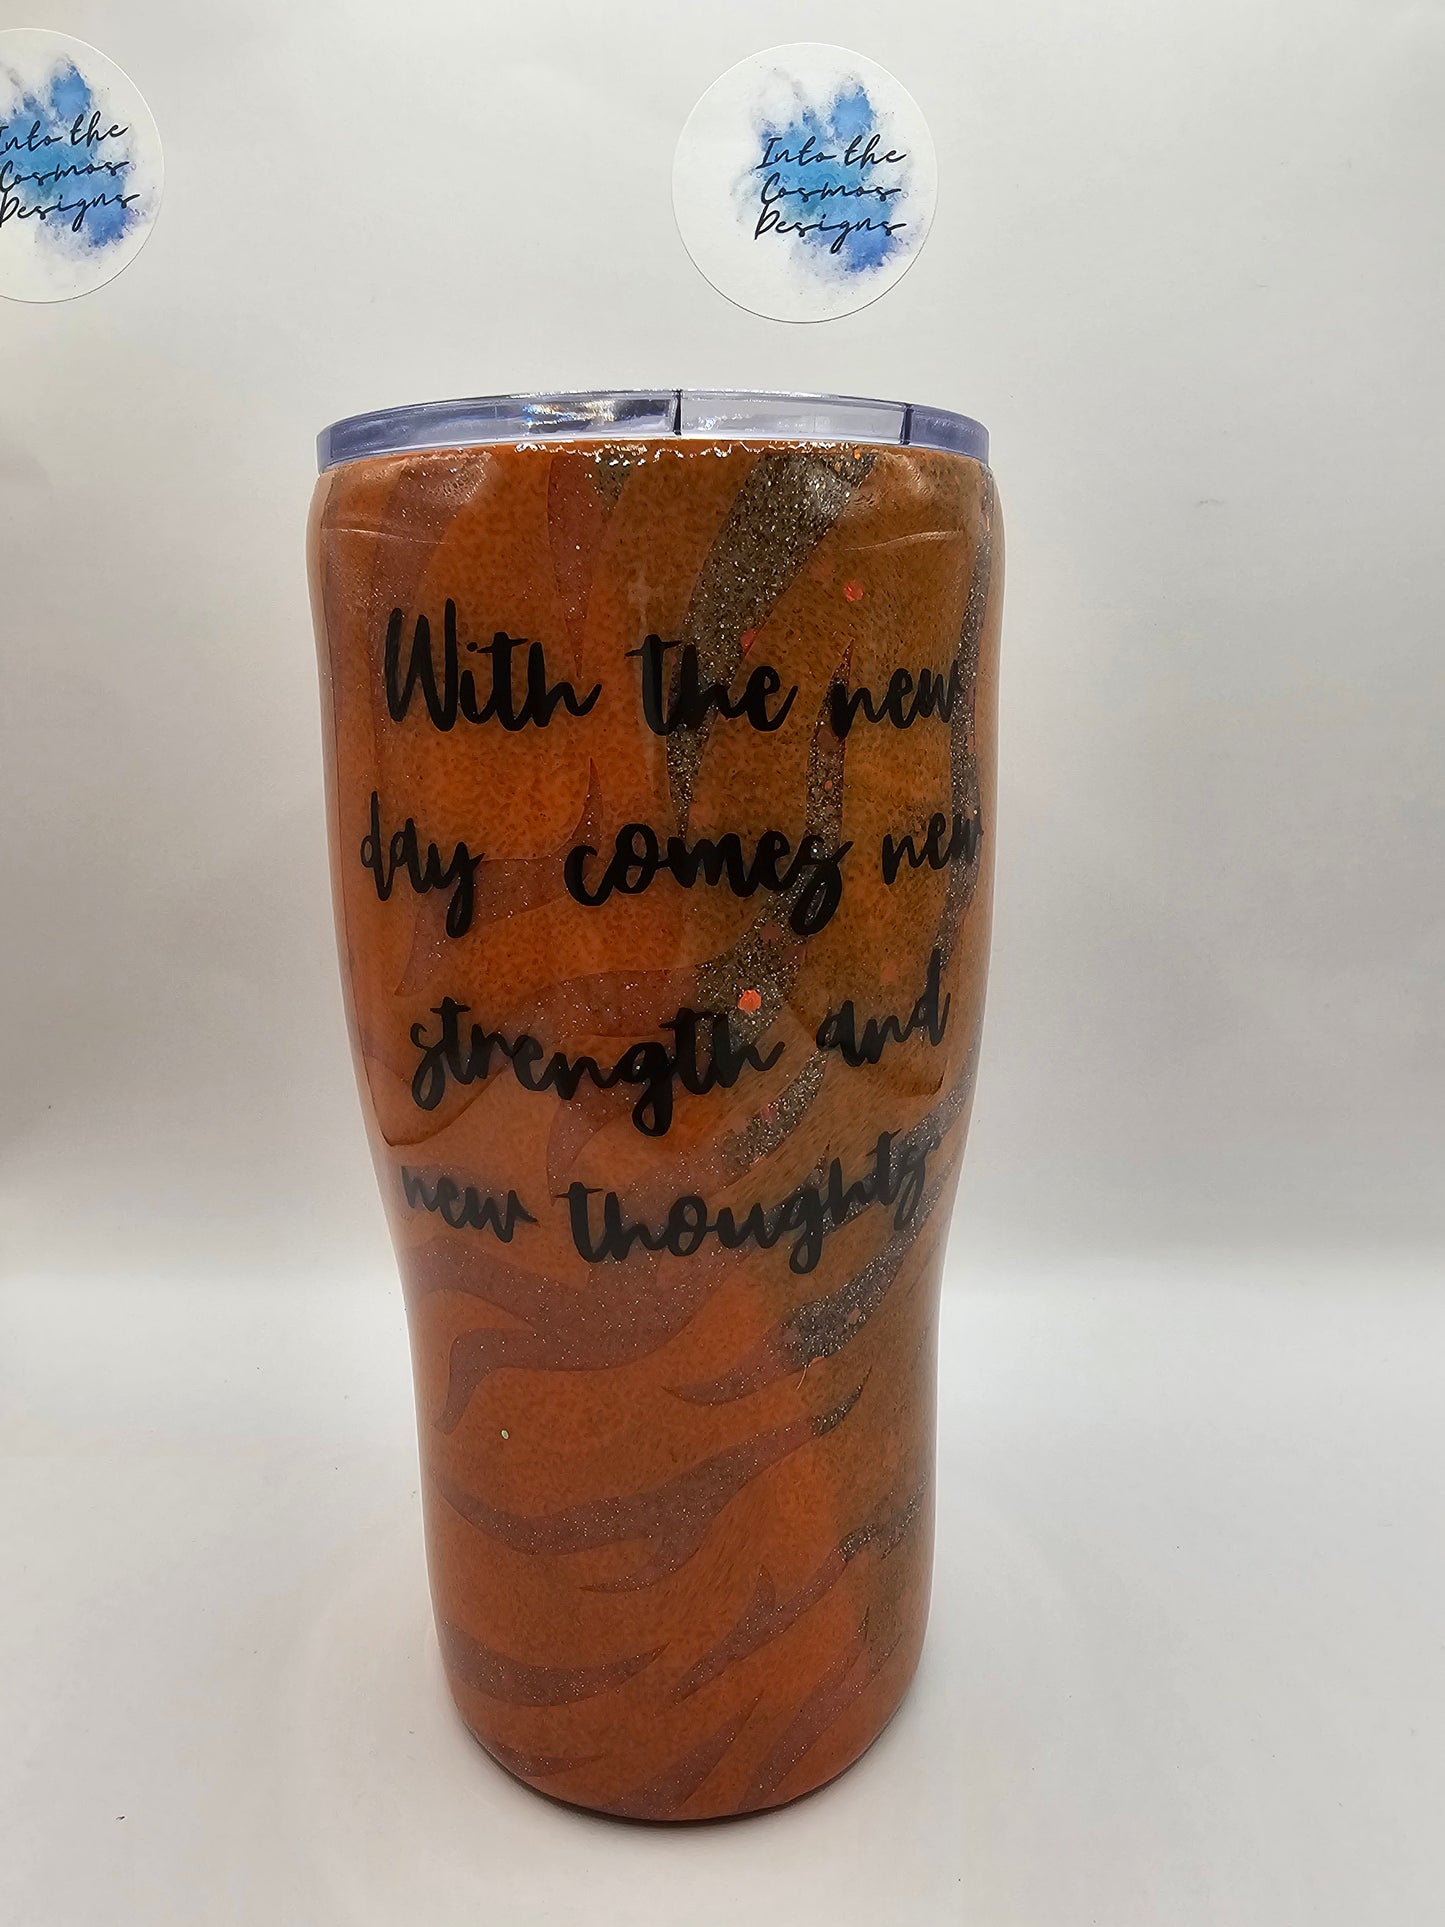 Into the
Cosmos
Designs
Into the
Cosmos
Designs
With the new
day comes new
strength and
new thoughts.